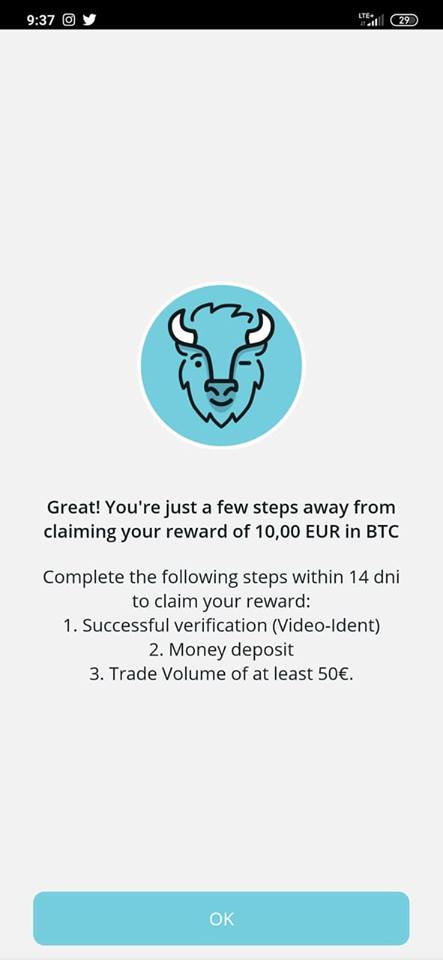 9:37
LTE+
29
Great! You're just a few steps away from
claiming your reward of 10,00 EUR in BTC
Complete the following steps within 14 dni
to claim your reward:
1. Successful verification (Video-Ident)
2. Money deposit
3. Trade Volume of at least 50€.
OK